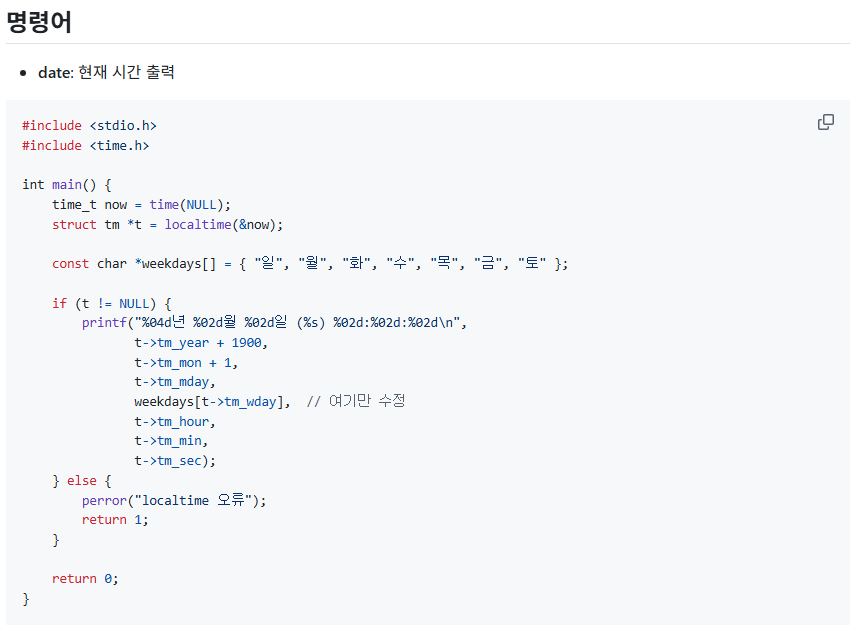 명령어
• date: 현재 시간 출력
#include <stdio.h>
#include <time.h>

int main() {
    time_t now = time(NULL);
    struct tm *t = localtime(&now);

    const char *weekdays[] = { "일", "월", "화", "수", "목", "금", "토" };

    if (t != NULL) {
        printf("%04d년 %02d월 %02d일 (%s) %02d:%02d:%02d\n",
               t->tm_year + 1900,
               t->tm_mon + 1,
               t->tm_mday,
               weekdays[t->tm_wday],  // 여기만 수정
               t->tm_hour,
               t->tm_min,
               t->tm_sec);
    } else {
        perror("localtime 오류");
        return 1;
    }

    return 0;
}